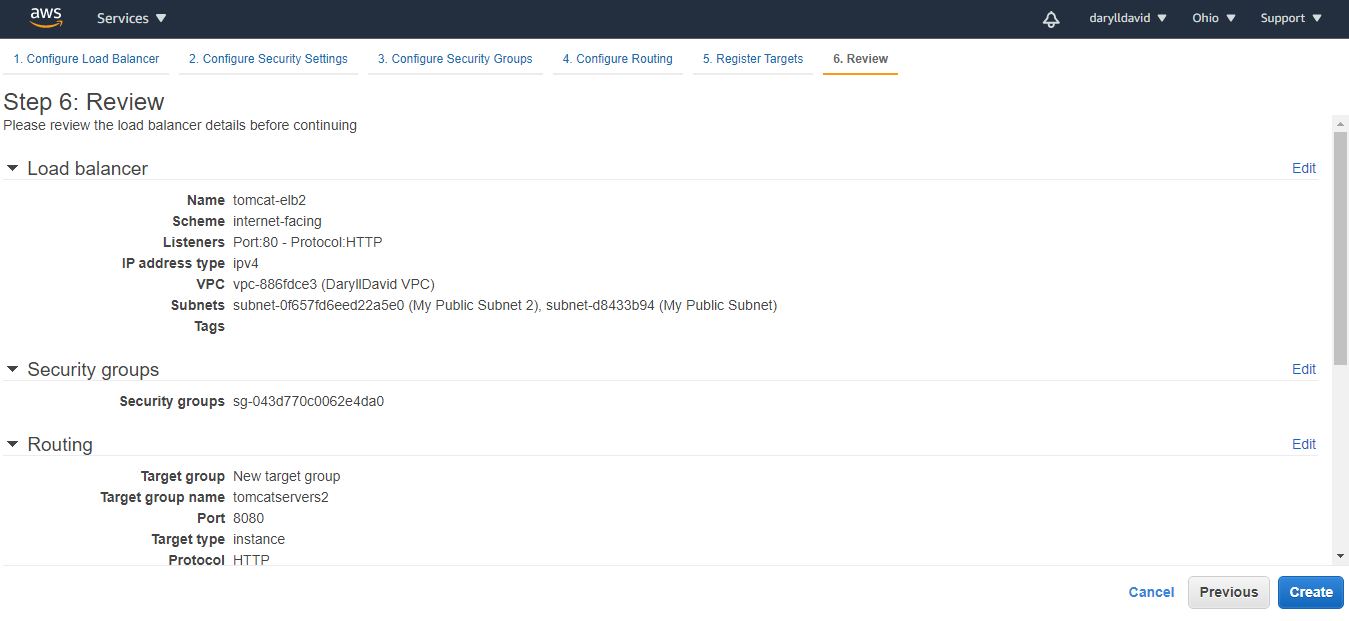 aws Services darylldavid Ohio Support
1. Configure Load Balancer 2. Configure Security Settings 3. Configure Security Groups 4. Configure Routing 5. Register Targets 6. Review
Step 6: Review
Please review the load balancer details before continuing
Load balancer Edit
Name tomcat-elb2
Scheme internet-facing
Listeners Port:80 - Protocol:HTTP
IP address type ipv4
VPC vpc-886fdce3 (DaryllDavid VPC)
Subnets subnet-0f657fd6eed22a5e0 (My Public Subnet 2), subnet-d8433b94 (My Public Subnet)
Tags
Security groups Edit
Security groups sg-043d770c0062e4da0
Routing Edit
Target group New target group
Target group name tomcatservers2
Port 8080
Target type instance
Protocol HTTP
Cancel Previous Create